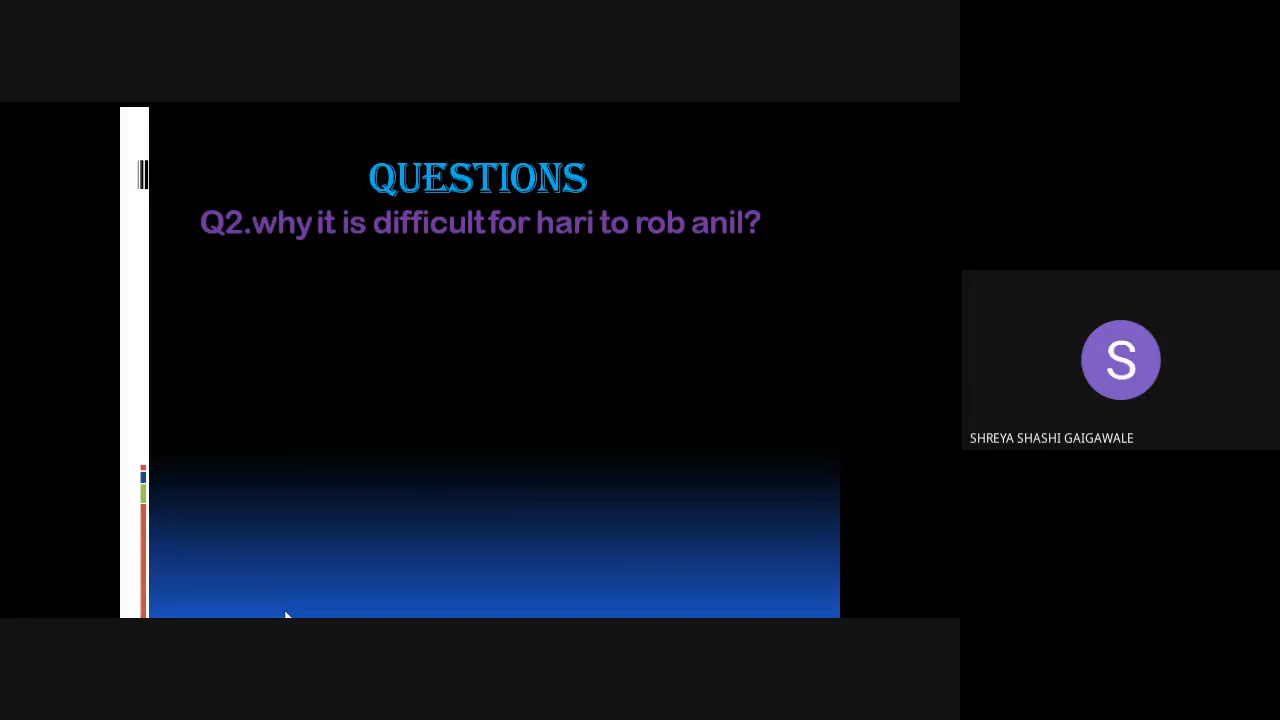 QUESTIONS
Q2.why it is difficult for hari to rob anil?
S
SHREYA SHASHI GAIGAWALE